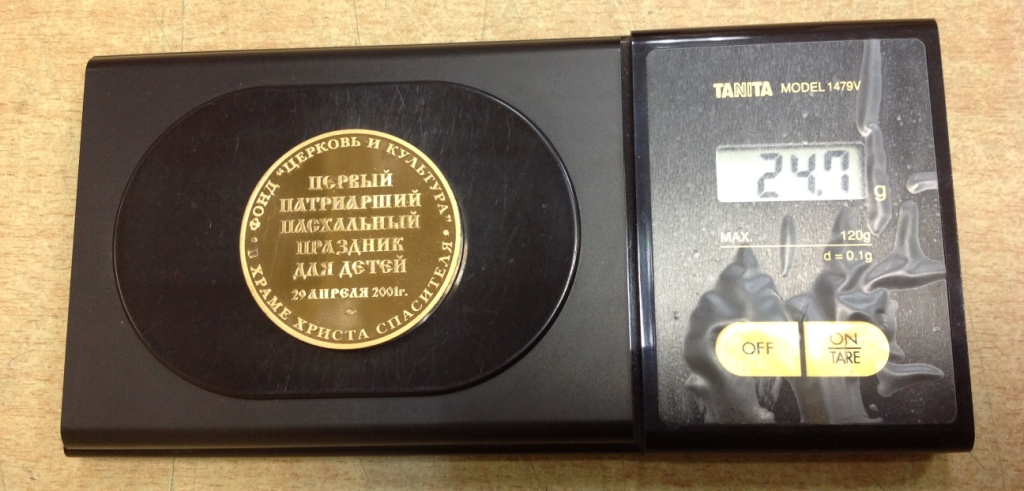 • ФОНД "ЦЕРКОВЬ И КУЛЬТУРА" •
ПЕРВЫЙ
ПАТРИАРШИЙ
ПАСХАЛЬНЫЙ
ПРАЗДНИК
ДЛЯ ДЕТЕЙ
29 АПРЕЛЯ 2001г.
В ХРАМЕ ХРИСТА СПАСИТЕЛЯ
TANITA MODEL 1479V
24.7 g
MAX. 120g
d = 0.1g
OFF
ON
TARE